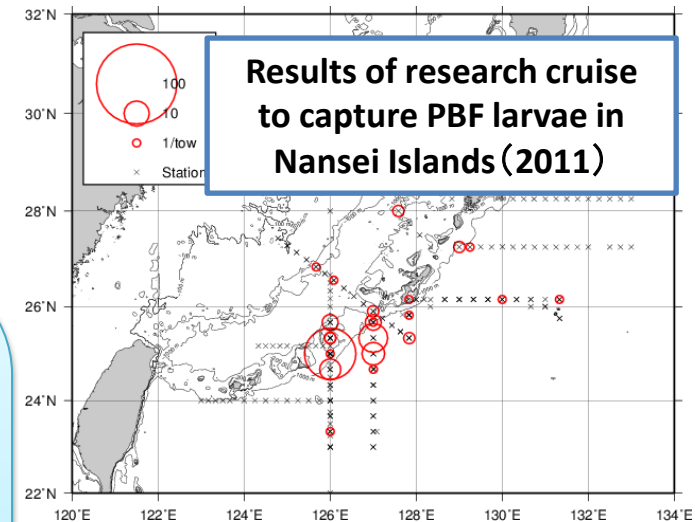 32°N
30°N
28°N
26°N
24°N
22°N
100
10
1/tow
Station
Results of research cruise
to capture PBF larvae in
Nansei Islands（2011）
120°E 122°E 124°E 126°E 128°E 130°E 132°E 134°E